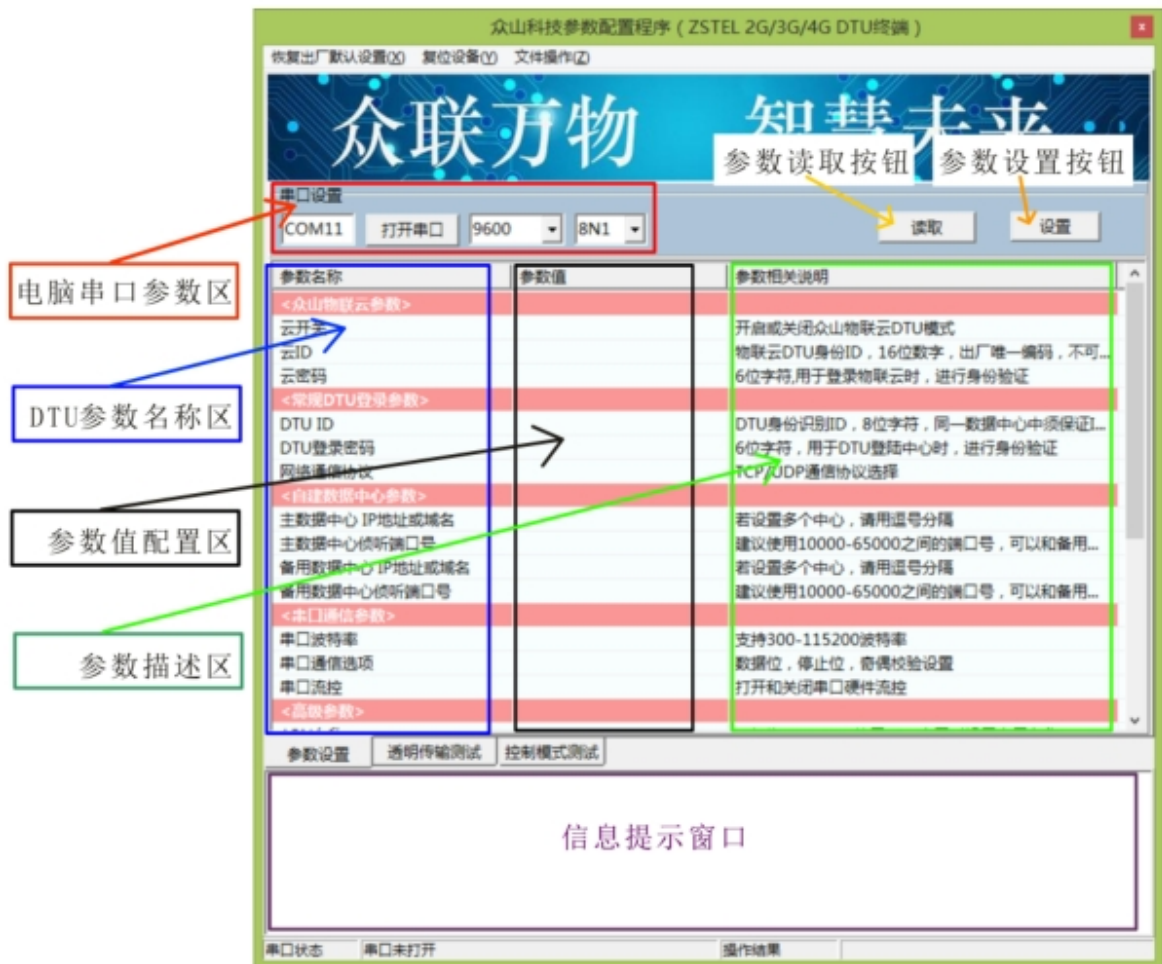 众山科技参数配置程序(ZSTEL 2G/3G/4G DTU终端)
x
恢复出厂默认设置(X) 复位设备(Y) 文件操作(Z)
众联万物 智慧未来
参数读取按钮 参数设置按钮
串口设置
COM11 打开串口 9600 8N1 读取 设置
电脑串口参数区
DTU参数名称区
参数值配置区
参数描述区
参数名称 参数值 参数相关说明
<众山物联云参数>
云开关 开启或关闭众山物联云DTU模式
云ID 物联云DTU身份ID,16位数字,出厂唯一编码,不可...
云密码 6位字符,用于登录物联云时,进行身份验证
<常规DTU登录参数>
DTU ID DTU身份识别ID,8位字符,同一数据中心中须保证I...
DTU登录密码 6位字符,用于DTU登陆中心时,进行身份验证
网络通信协议 TCP/UDP通信协议选择
<自建数据中心参数>
主数据中心 IP地址或域名 若设置多个中心,请用逗号分隔
主数据中心侦听端口号 建议使用10000-65000之间的端口号,可以和备用...
备用数据中心 IP地址或域名 若设置多个中心,请用逗号分隔
备用数据中心侦听端口号 建议使用10000-65000之间的端口号,可以和备用...
<串口通信参数>
串口波特率 支持300-115200波特率
串口通信选项 数据位,停止位,奇偶校验设置
串口流控 打开和关闭串口硬件流控
<高级参数>
参数设置 透明传输测试 控制模式测试
信息提示窗口
串口状态 串口未打开 操作结果